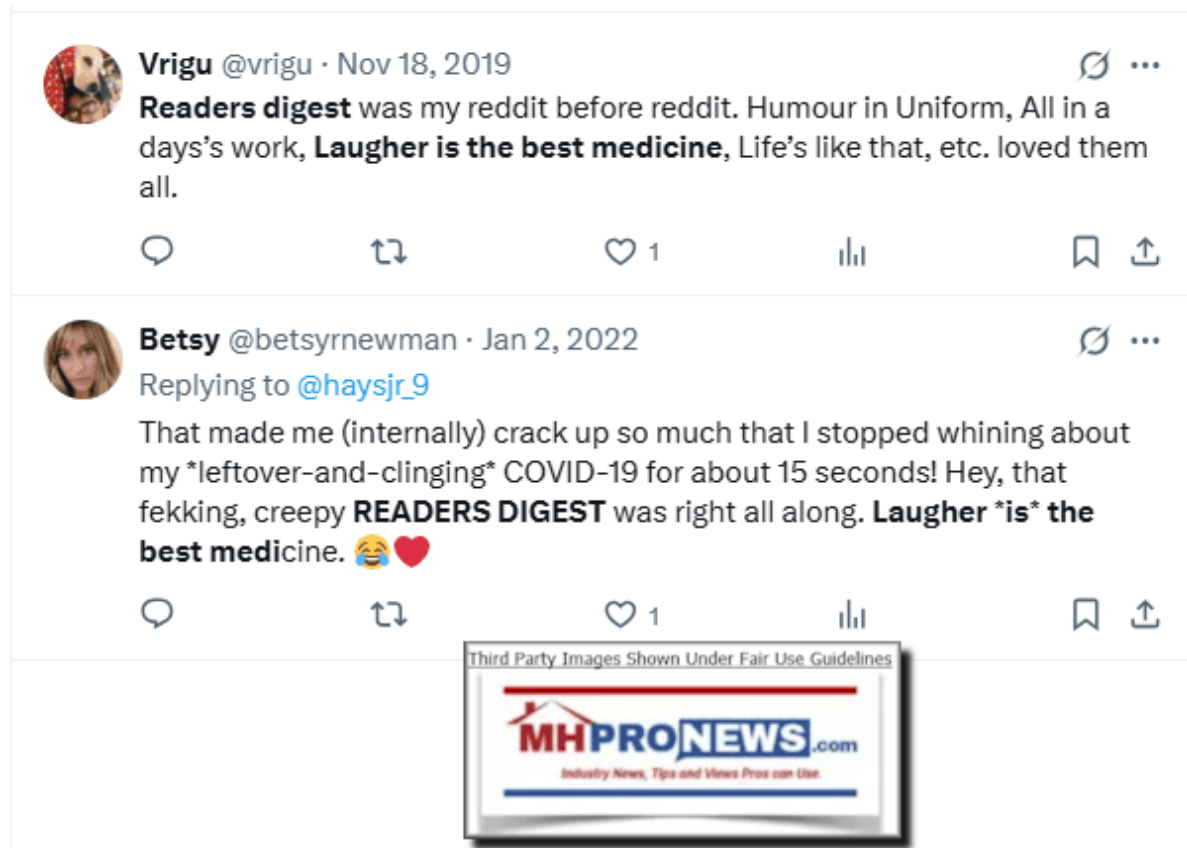 Vrigu @vrigu · Nov 18, 2019
Readers digest was my reddit before reddit. Humour in Uniform, All in a
days's work, Laugher is the best medicine, Life's like that, etc. loved them
all.
1
Betsy @betsyrnewman · Jan 2, 2022
Replying to @haysjr_9
That made me (internally) crack up so much that I stopped whining about
my *leftover-and-clinging* COVID-19 for about 15 seconds! Hey, that
fekking, creepy READERS DIGEST was right all along. Laugher *is* the
best medicine. 😂❤️
1
Third Party Images Shown Under Fair Use Guidelines
MHPRONEWS.com
Industry News, Tips and Views Pros can Use.